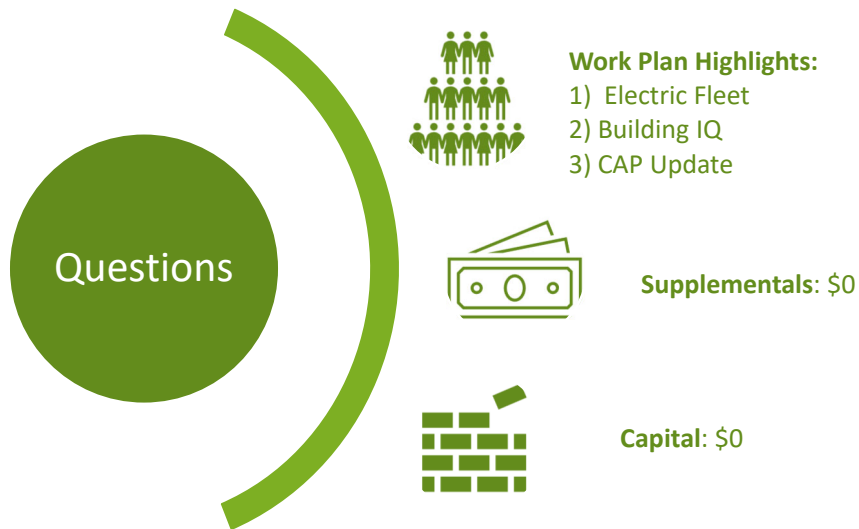 Questions
Work Plan Highlights:
1) Electric Fleet
2) Building IQ
3) CAP Update
Supplementals: $0
Capital: $0